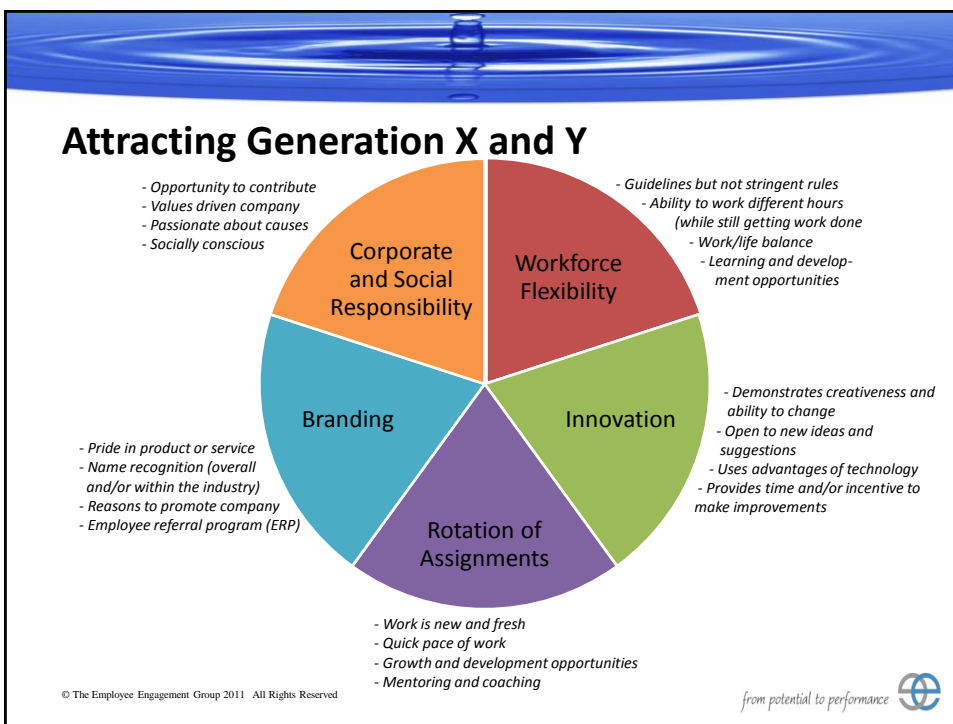 Attracting Generation X and Y
- Opportunity to contribute
- Values driven company
- Passionate about causes
- Socially conscious
Corporate
and Social
Responsibility
- Guidelines but not stringent rules
- Ability to work different hours
(while still getting work done
- Work/life balance
- Learning and develop-
ment opportunities
Workforce
Flexibility
Branding
- Pride in product or service
- Name recognition (overall
and/or within the industry)
- Reasons to promote company
- Employee referral program (ERP)
Innovation
- Demonstrates creativeness and
ability to change
- Open to new ideas and
suggestions
- Uses advantages of technology
- Provides time and/or incentive to
make improvements
Rotation of
Assignments
- Work is new and fresh
- Quick pace of work
- Growth and development opportunities
- Mentoring and coaching
© The Employee Engagement Group 2011 All Rights Reserved
from potential to performance